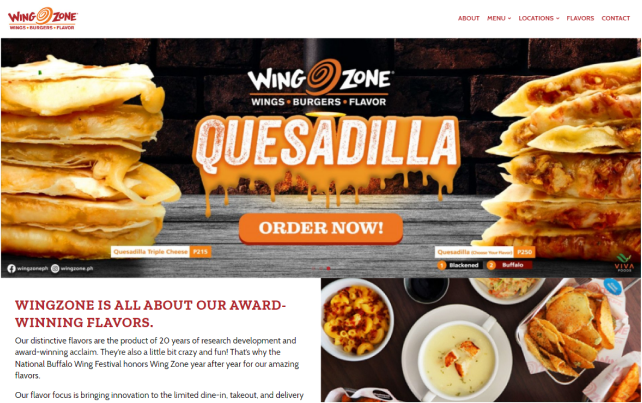 WING ZONE
WINGS • BURGERS • FLAVOR
ABOUT MENU LOCATIONS FLAVORS CONTACT
WING ZONE
WINGS • BURGERS • FLAVOR
QUESADILLA
ORDER NOW!
Quesadilla Triple Cheese P215
Quesadilla (Choose Your Flavor) P250
1 Blackened 2 Buffalo
wingzoneph wingzone.ph
VIVA
FOODS
WINGZONE IS ALL ABOUT OUR AWARD-
WINNING FLAVORS.
Our distinctive flavors are the product of 20 years of research development and
award-winning acclaim. They're also a little bit crazy and fun! That's why the
National Buffalo Wing Festival honors Wing Zone year after year for our amazing
flavors.
Our flavor focus is bringing innovation to the limited dine-in, takeout, and delivery